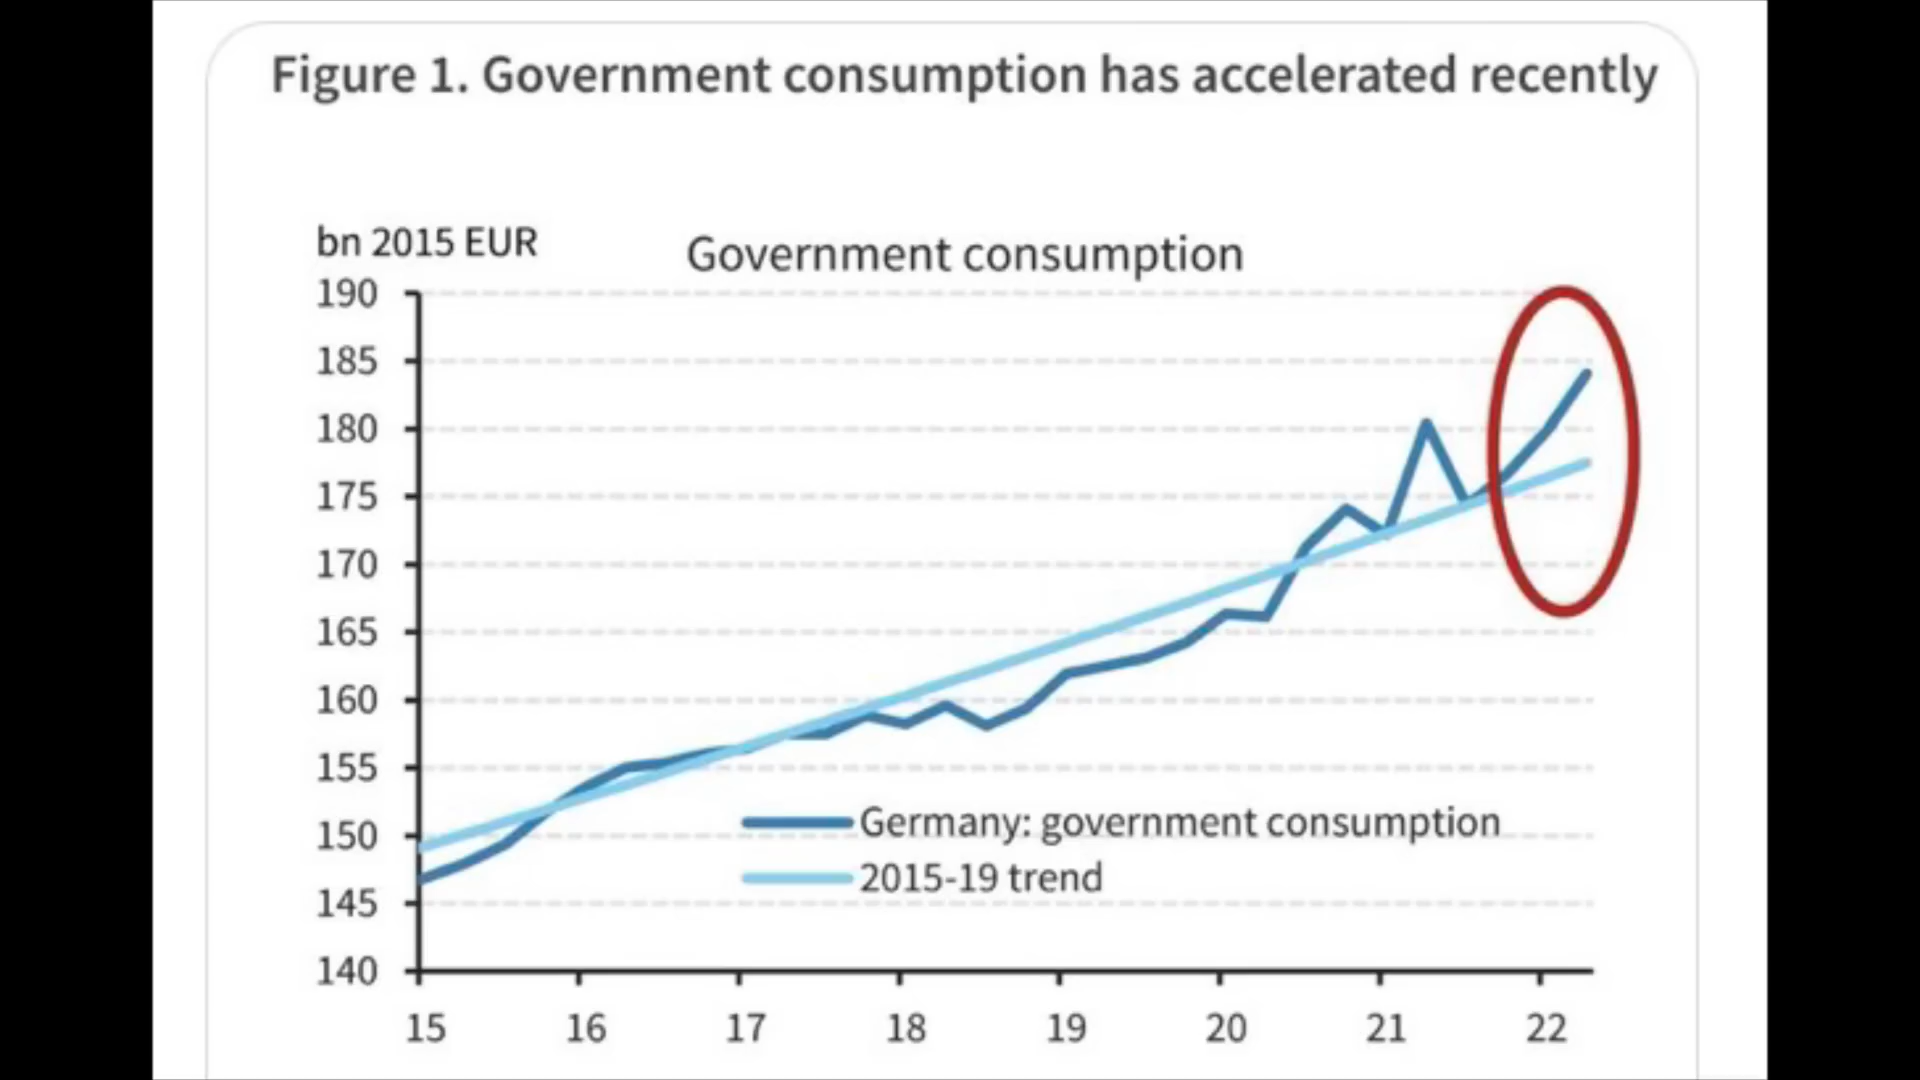 Figure 1. Government consumption has accelerated recently
bn 2015 EUR
Government consumption
190
185
180
175
170
165
160
155
150
145
140
Germany: government consumption
2015-19 trend
15 16 17 18 19 20 21 22